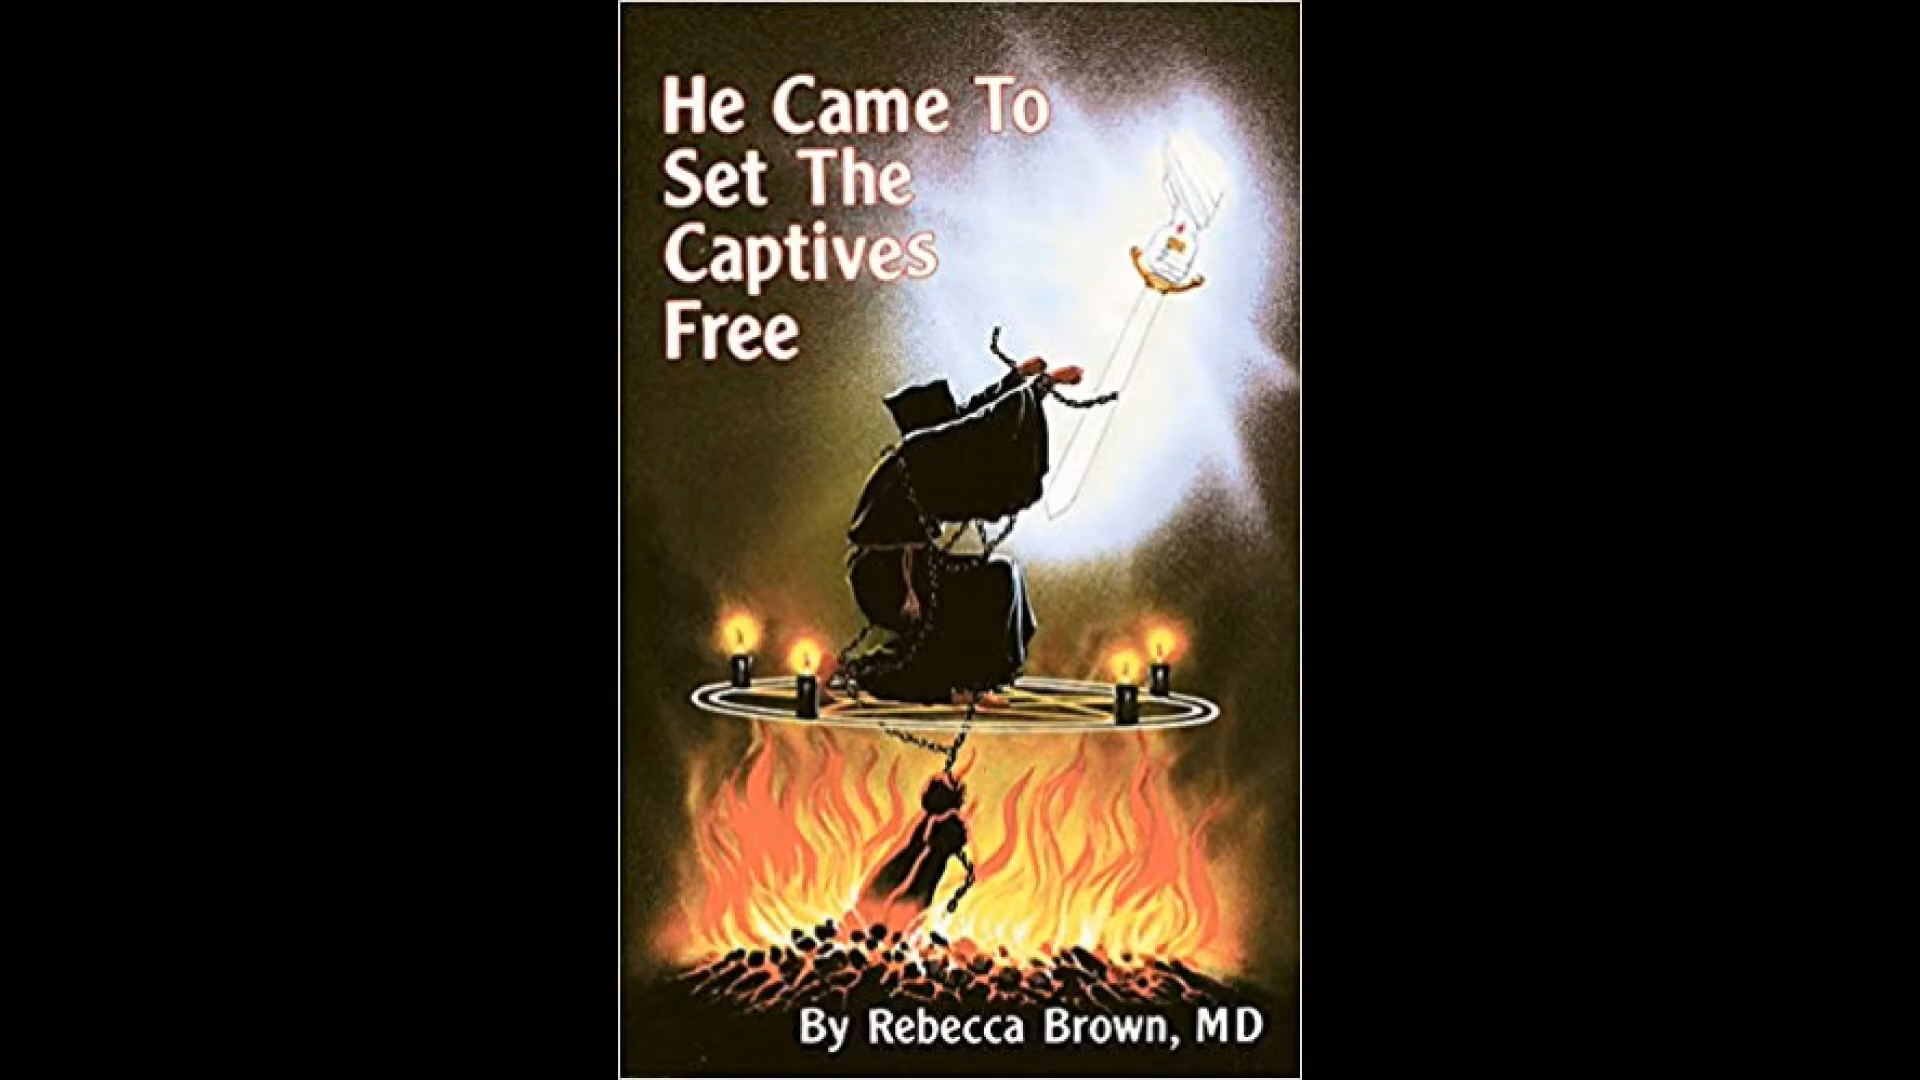 He Came To
Set The
Captives
Free
By Rebecca Brown, MD